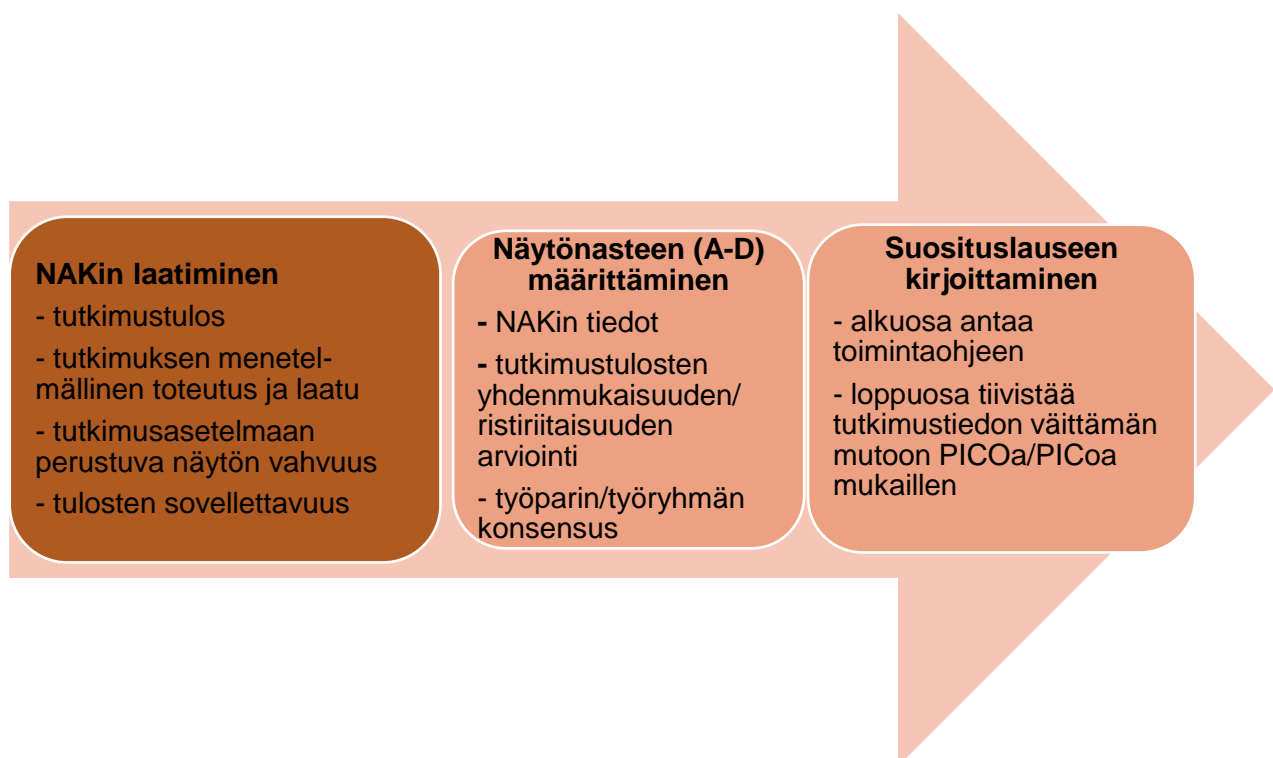 NAKin laatiminen
- tutkimustulos
- tutkimuksen menetel-
mällinen toteutus ja laatu
- tutkimusasetelmaan
perustuva näytön vahvuus
- tulosten sovellettavuus
Näytönasteen (A-D)
määrittäminen
- NAKin tiedot
- tutkimustulosten
yhdenmukaisuuden/
ristiriitaisuuden
arviointi
- työparin/työryhmän
konsensus
Suosituslauseen
kirjoittaminen
- alkuosa antaa
toimintaohjeen
- loppuosa tiivistää
tutkimustiedon väittämän
mutoon PICOa/PICoa
mukaillen